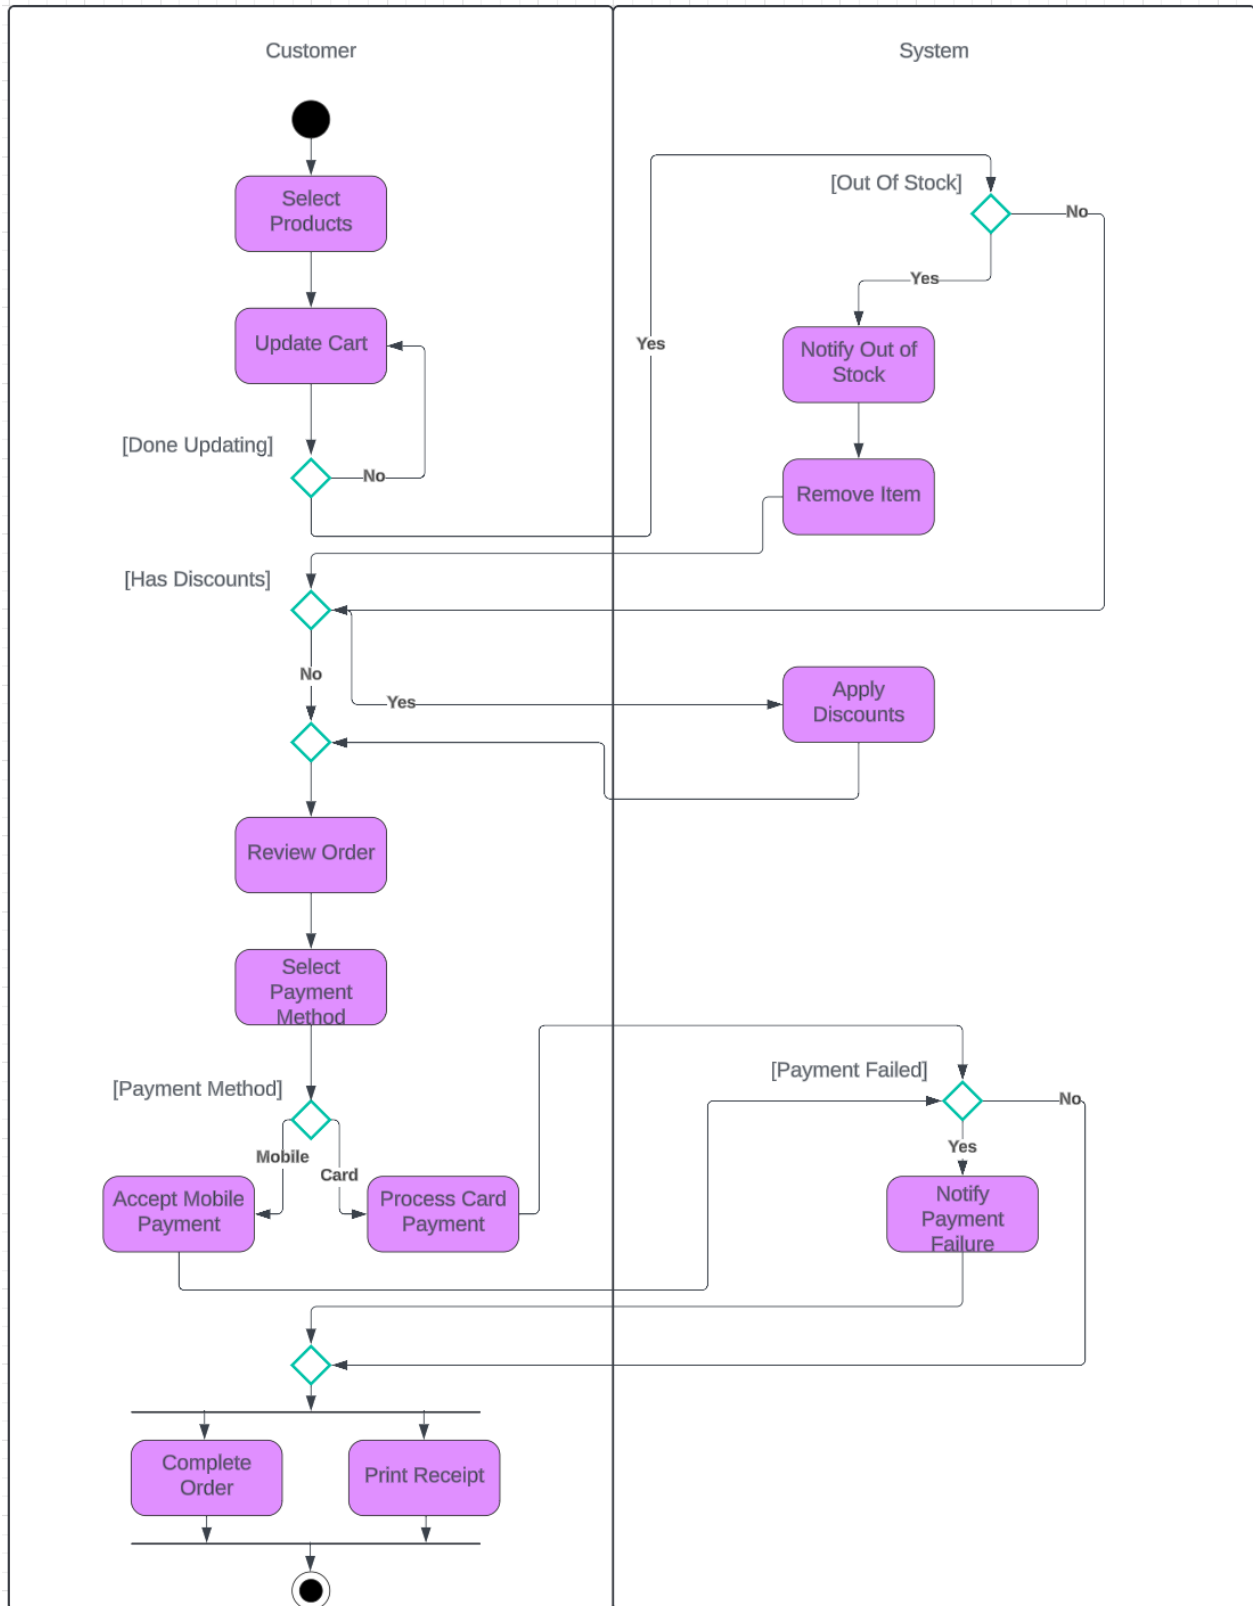 Customer
System
[Out Of Stock]
No
Select
Products
Yes
Update Cart
Yes
Notify Out of
Stock
[Done Updating]
No
Remove Item
[Has Discounts]
No
Yes
Apply
Discounts
Review Order
Select
Payment
Method
[Payment Method]
[Payment Failed]
No
Mobile
Card
Yes
Accept Mobile
Payment
Process Card
Payment
Notify
Payment
Failure
Complete
Order
Print Receipt